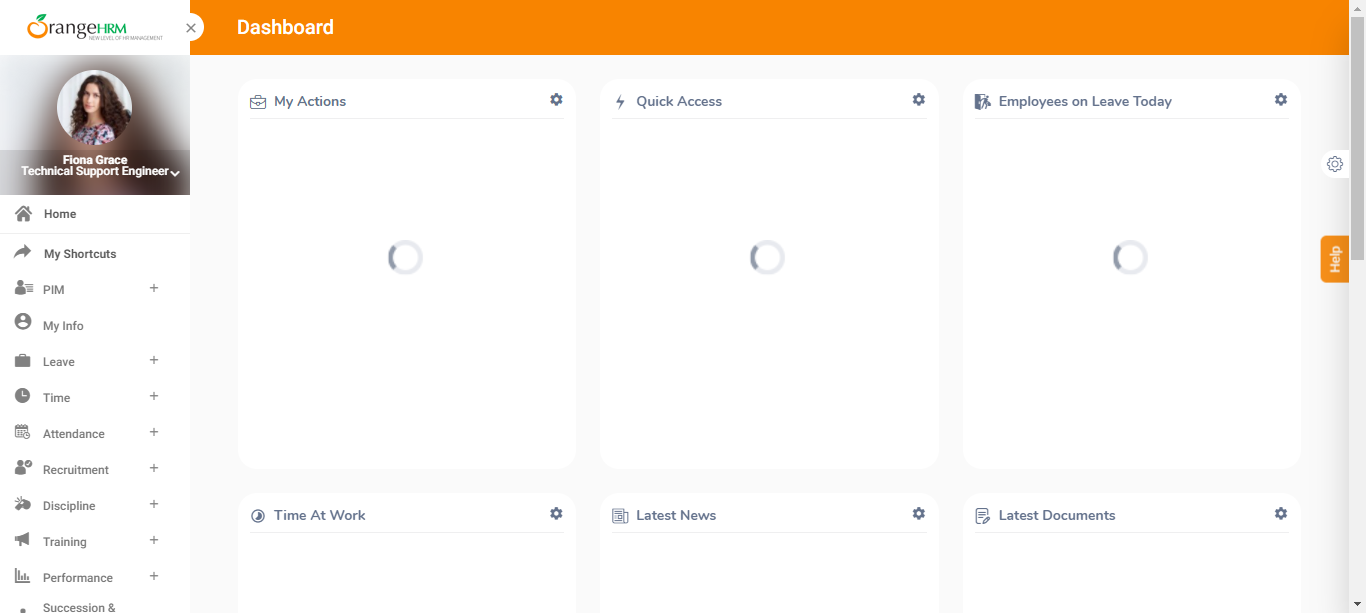 OrangeHRM
NEW LEVEL OF HR MANAGEMENT
Dashboard
Fiona Grace
Technical Support Engineer
Home
My Shortcuts
PIM
My Info
Leave
Time
Attendance
Recruitment
Discipline
Training
Performance
Succession &
My Actions
Quick Access
Employees on Leave Today
Time At Work
Latest News
Latest Documents
Help